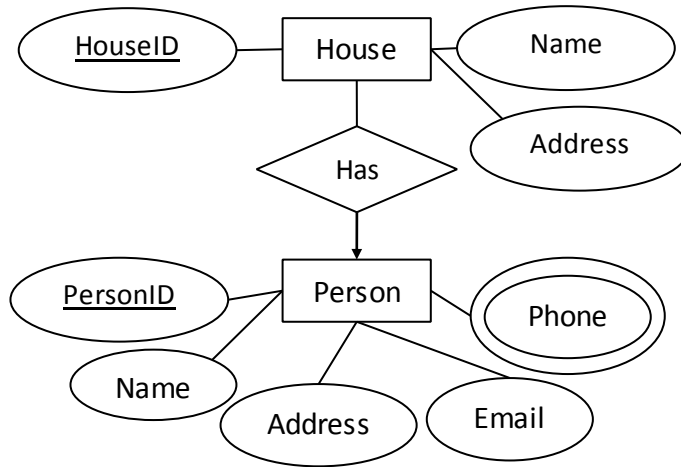 HouseID
House
Name
Address
Has
PersonID
Person
Phone
Name
Address
Email